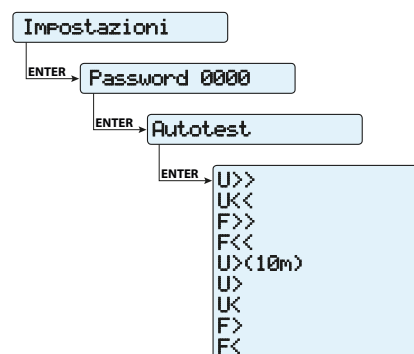 Impostazioni
ENTER
Password 0000
ENTER
Autotest
ENTER
U>>
U<<
F>>
F<<
U>(10m)
U>
U<
F>
F<